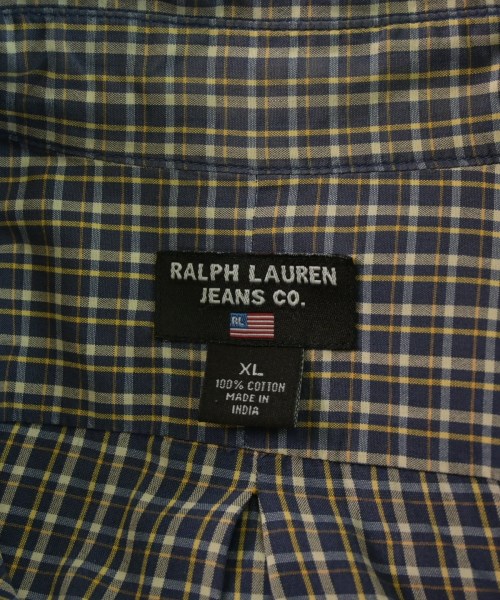 RALPH LAUREN
JEANS CO.
RL
XL
100% COTTON
MADE IN
INDIA